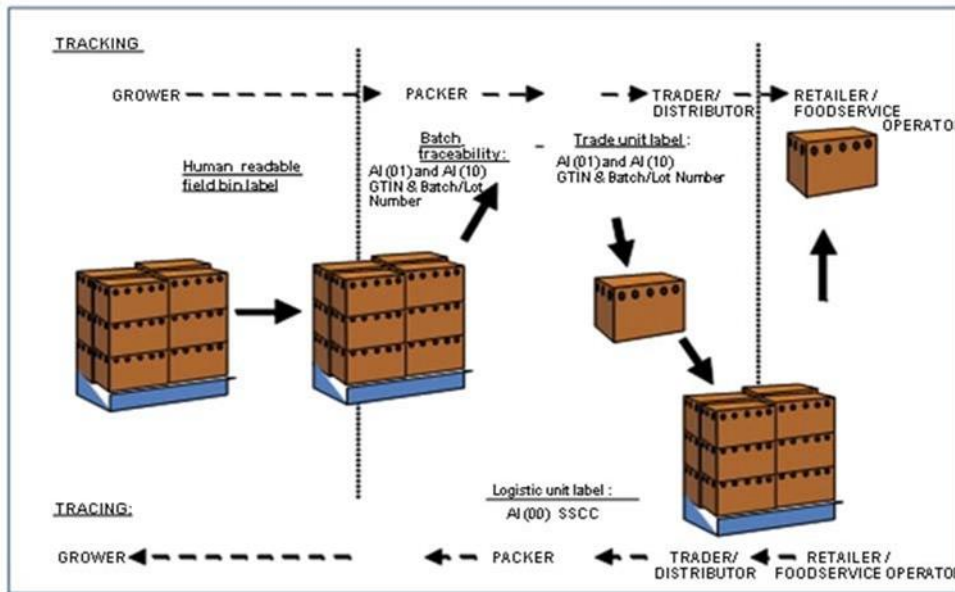 TRACKING
GROWER
PACKER
TRADER/
DISTRIBUTOR
RETAILER /
FOODSERVICE
OPERATOR
Human readable
field bin label
Batch
traceability:
AI (01) and AI (10)
GTIN & Batch/Lot
Number
Trade unit label:
AI (01) and AI (10)
GTIN & Batch/Lot Number
Logistic unit label :
AI (00) SSCC
TRACING:
GROWER
PACKER
TRADER/
DISTRIBUTOR
RETAILER /
FOODSERVICE OPERATOR